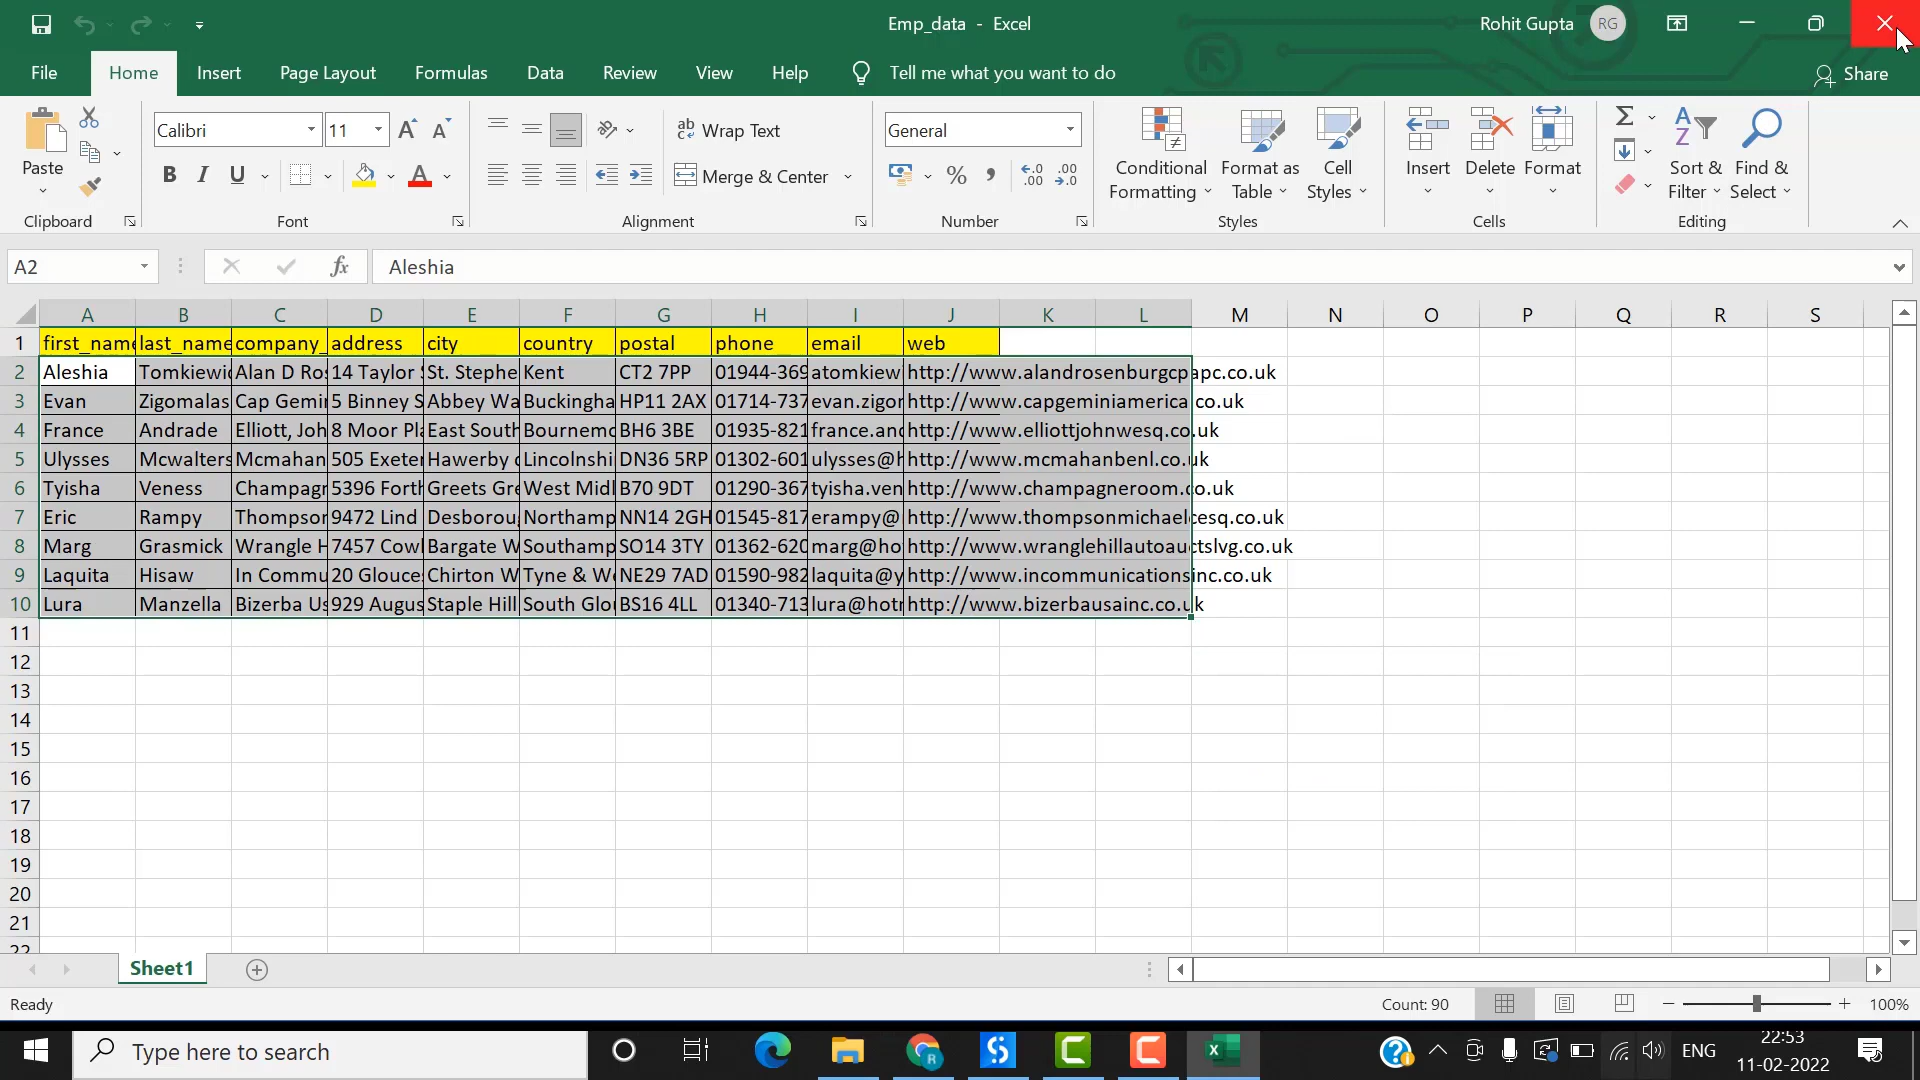 Emp_data - Excel
Rohit Gupta RG
File Home Insert Page Layout Formulas Data Review View Help Tell me what you want to do Share
Calibri 11 Wrap Text General
Paste B I U Merge & Center % Conditional Formatting Format as Table Cell Styles Insert Delete Format Sort & Filter Find & Select
Clipboard Font Alignment Number Styles Cells Editing
A2 fx Aleshia
A B C D E F G H I J K L M N O P Q R S
1 first_name last_name company_ address city country postal phone email web
2 Aleshia Tomkiewic Alan D Ros 14 Taylor S St. Stephe Kent CT2 7PP 01944-369 atomkiew http://www.alandrosenburgcpapc.co.uk
3 Evan Zigomalas Cap Gemin 5 Binney S Abbey Wa Buckingha HP11 2AX 01714-737 evan.zigor http://www.capgeminiamerica.co.uk
4 France Andrade Elliott, Joh 8 Moor Pla East South Bournemo BH6 3BE 01935-821 france.and http://www.elliottjohnwesq.co.uk
5 Ulysses Mcwalters Mcmahan 505 Exeter Hawerby c Lincolnshi DN36 5RP 01302-601 ulysses@h http://www.mcmahanbenl.co.uk
6 Tyisha Veness Champagn 5396 Forth Greets Gre West Midl B70 9DT 01290-367 tyisha.ven http://www.champagneroom.co.uk
7 Eric Rampy Thompson 9472 Lind Desboroug Northamp NN14 2GH 01545-817 erampy@ http://www.thompsonmichaelcesq.co.uk
8 Marg Grasmick Wrangle H 7457 Cowl Bargate W Southamp SO14 3TY 01362-620 marg@ho http://www.wranglehillautoauctslvg.co.uk
9 Laquita Hisaw In Commu 20 Glouce Chirton W Tyne & We NE29 7AD 01590-982 laquita@y http://www.incommunicationsinc.co.uk
10 Lura Manzella Bizerba Us 929 Augus Staple Hill South Glo BS16 4LL 01340-713 lura@hotr http://www.bizerbausainc.co.uk
11
12
13
14
15
16
17
18
19
20
21
22
Sheet1
Ready Count: 90 100%
Type here to search ENG 22:53
11-02-2022